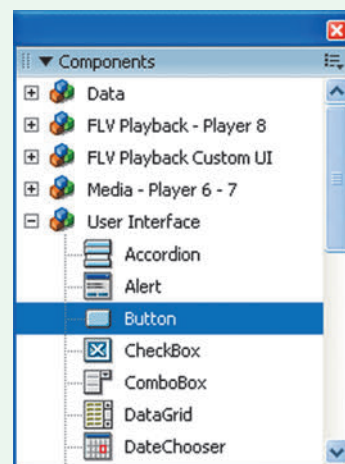 Components
Data
FLV Playback - Player 8
FLV Playback Custom UI
Media - Player 6 - 7
User Interface
Accordion
Alert
Button
CheckBox
ComboBox
DataGrid
DateChooser